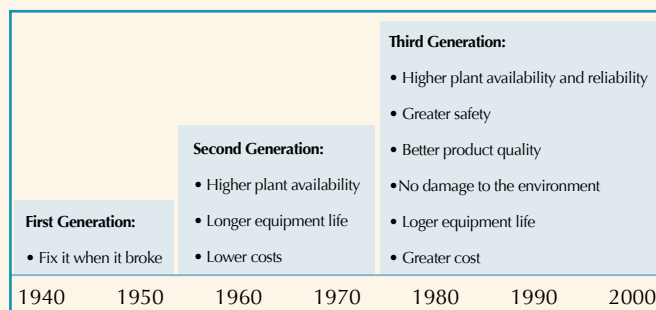 First Generation:
• Fix it when it broke
Second Generation:
• Higher plant availability
• Longer equipment life
• Lower costs
Third Generation:
• Higher plant availability and reliability
• Greater safety
• Better product quality
•No damage to the environment
• Loger equipment life
• Greater cost
1940 1950 1960 1970 1980 1990 2000